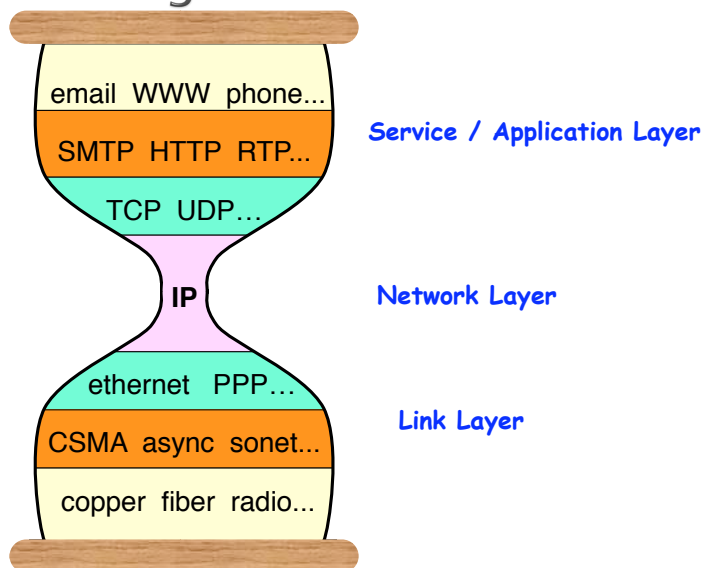 email WWW phone...
SMTP HTTP RTP...
Service / Application Layer
TCP UDP...
IP
Network Layer
ethernet PPP...
Link Layer
CSMA async sonet...
copper fiber radio...